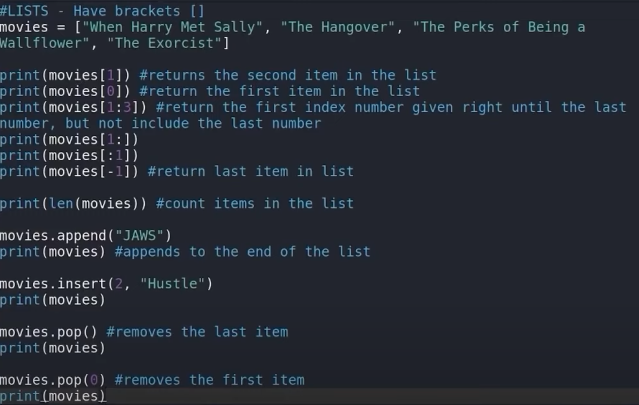 #LISTS - Have brackets []
movies = ["When Harry Met Sally", "The Hangover", "The Perks of Being a
Wallflower", "The Exorcist"]
print(movies[1]) #returns the second item in the list
print(movies[0]) #return the first item in the list
print(movies[1:3]) #return the first index number given right until the last
number, but not include the last number
print(movies[1:])
print(movies[:1])
print(movies[-1]) #return last item in list
print(len(movies)) #count items in the list
movies.append("JAWS")
print(movies) #appends to the end of the list
movies.insert(2, "Hustle")
print(movies)
movies.pop() #removes the last item
print(movies)
movies.pop(0) #removes the first item
print(movies)